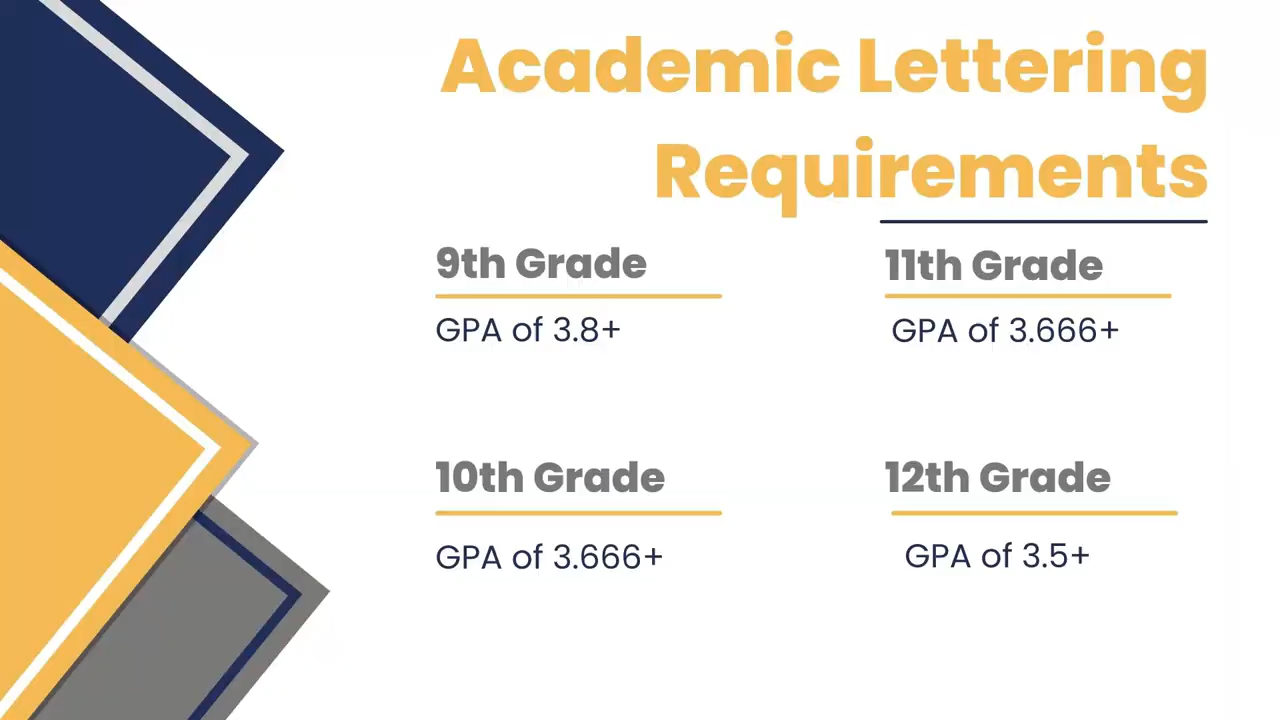 Academic Lettering
Requirements
9th Grade
GPA of 3.8+
10th Grade
GPA of 3.666+
11th Grade
GPA of 3.666+
12th Grade
GPA of 3.5+